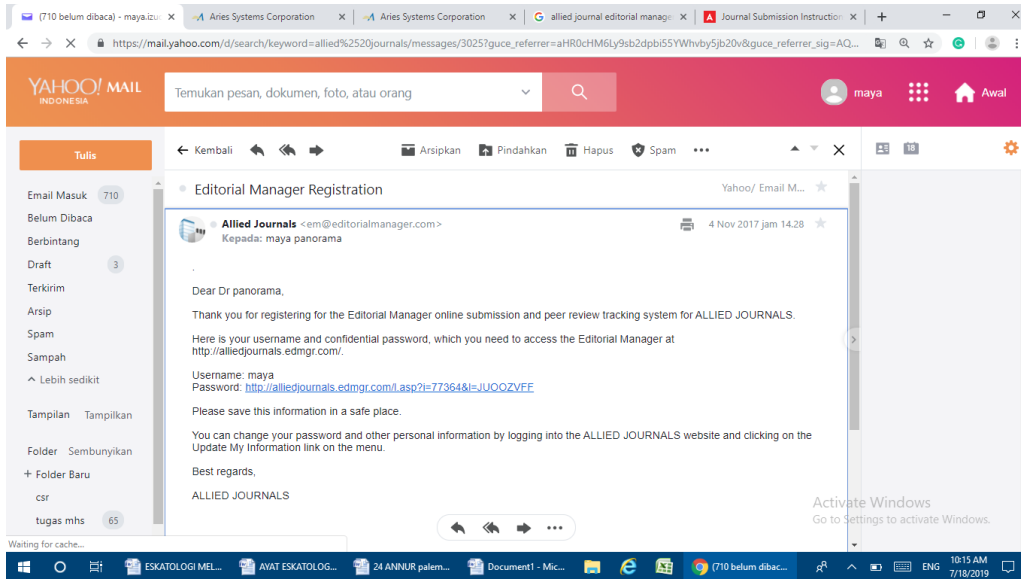 (710 belum dibaca) - maya.izuc
Aries Systems Corporation
Aries Systems Corporation
allied journal editorial manage
Journal Submission Instruction
https://mail.yahoo.com/d/search/keyword=allied%2520journals/messages/3025?guce_referrer=aHR0cHM6Ly9sb2dpbi55YWhvby5jb20v&guce_referrer_sig=AQ...
YAHOO! MAIL
INDONESIA
Temukan pesan, dokumen, foto, atau orang
maya
Awal
Tulis
Kembali
Arsipkan
Pindahkan
Hapus
Spam
18
Email Masuk 710
Belum Dibaca
Berbintang
Draft 3
Terkirim
Arsip
Spam
Sampah
Lebih sedikit
Tampilan Tampilkan
Folder Sembunyikan
+ Folder Baru
csr
tugas mhs 65
Waiting for cache...
Editorial Manager Registration
Yahoo/ Email M...
Allied Journals <em@editorialmanager.com>
4 Nov 2017 jam 14.28
Kepada: maya panorama
.
Dear Dr panorama,
Thank you for registering for the Editorial Manager online submission and peer review tracking system for ALLIED JOURNALS.
Here is your username and confidential password, which you need to access the Editorial Manager at
http://alliedjournals.edmgr.com/.
Username: maya
Password: http://alliedjournals.edmgr.com/l.asp?i=77364&l=JUOOZVFF
Please save this information in a safe place.
You can change your password and other personal information by logging into the ALLIED JOURNALS website and clicking on the
Update My Information link on the menu.
Best regards,
ALLIED JOURNALS
Activate Windows
Go to Settings to activate Windows.
ESKATOLOGI MEL...
AYAT ESKATOLOG...
24 ANNUR palem...
Document1 - Mic...
(710 belum dibac...
ENG
10:15 AM
7/18/2019